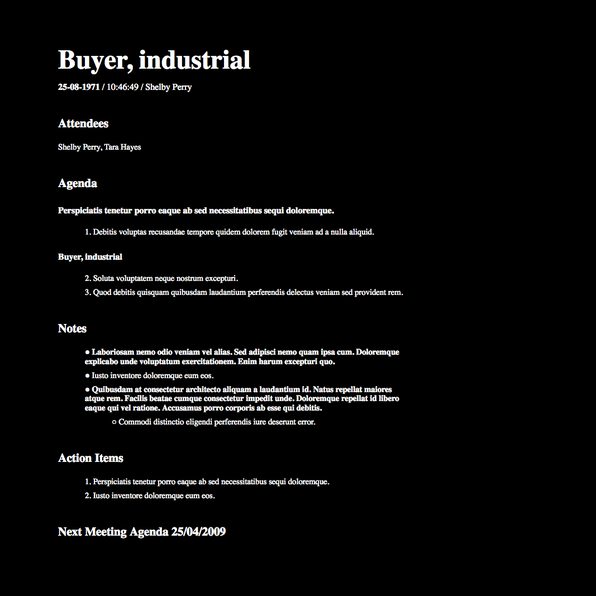 Buyer, industrial
25-08-1971 / 10:46:49 / Shelby Perry
Attendees
Shelby Perry, Tara Hayes
Agenda
Perspiciatis tenetur porro eaque ab sed necessitatibus sequi doloremque.
1. Debitis voluptas recusandae tempore quidem dolorem fugit veniam ad a nulla aliquid.
Buyer, industrial
2. Soluta voluptatem neque nostrum excepturi.
3. Quod debitis quisquam quibusdam laudantium perferendis delectus veniam sed provident rem.
Notes
● Laboriosam nemo odio veniam vel alias. Sed adipisci nemo quam ipsa cum. Doloremque
explicabo unde voluptatum exercitationem. Enim harum excepturi quo.
● Iusto inventore doloremque eum eos.
● Quibusdam at consectetur architecto aliquam a laudantium id. Natus repellat maiores
atque rem. Facilis beatae cumque consectetur impedit unde. Doloremque repellat id libero
eaque qui vel ratione. Accusamus porro corporis ab esse qui debitis.
○ Commodi distinctio eligendi perferendis iure deserunt error.
Action Items
1. Perspiciatis tenetur porro eaque ab sed necessitatibus sequi doloremque.
2. Iusto inventore doloremque eum eos.
Next Meeting Agenda 25/04/2009